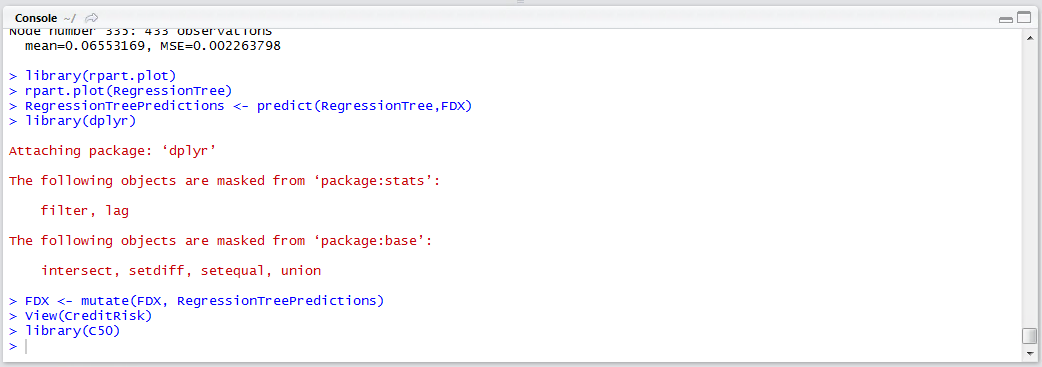 Console ~/
Node number 335: 433 observations
mean=0.06553169, MSE=0.002263798
> library(rpart.plot)
> rpart.plot(RegressionTree)
> RegressionTreePredictions <- predict(RegressionTree,FDX)
> library(dplyr)
Attaching package: ‘dplyr’
The following objects are masked from ‘package:stats’:
filter, lag
The following objects are masked from ‘package:base’:
intersect, setdiff, setequal, union
> FDX <- mutate(FDX, RegressionTreePredictions)
> View(CreditRisk)
> library(C50)
>